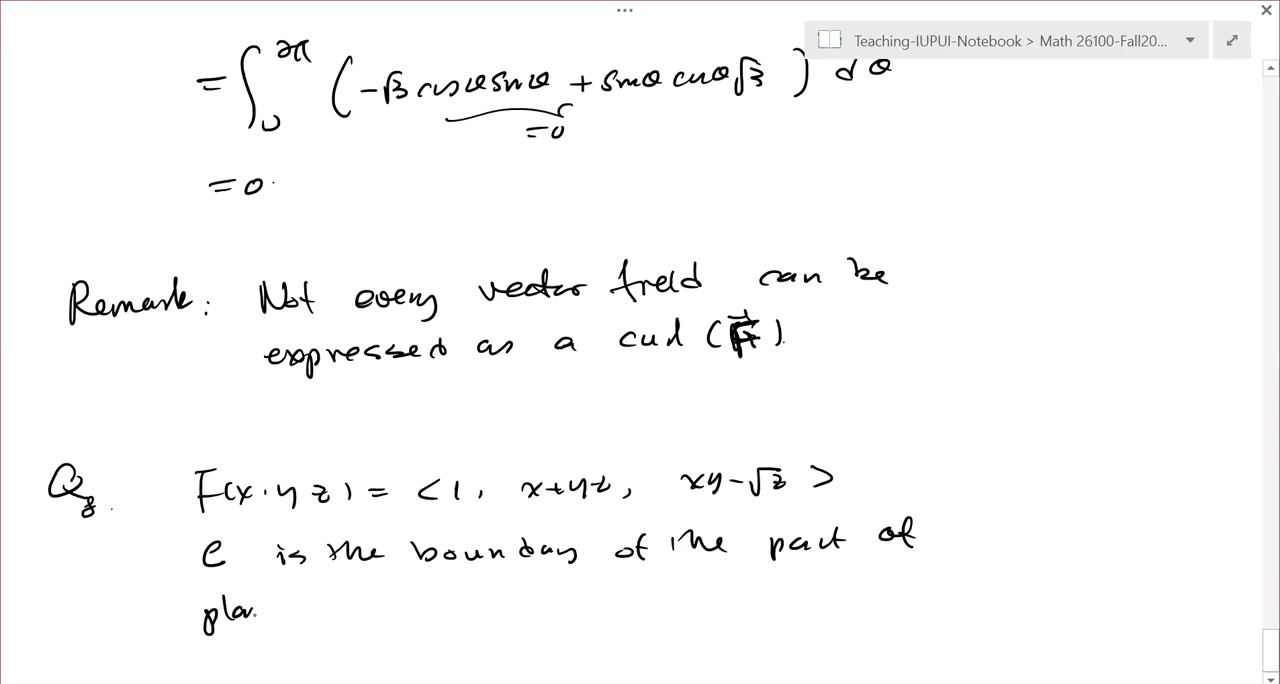 Teaching-IUPUI-Notebook > Math 26100-Fall20...
= ∫₀^2π (-√3 cosθ sinθ + sinθ cosθ √3) dθ
=0
=0.
Remark: Not every vector field can be
expressed as a curl (F⃗).
Q8. F(x,y,z) = <1, x+yz, xy-√z>
C is the boundary of the part of
pla